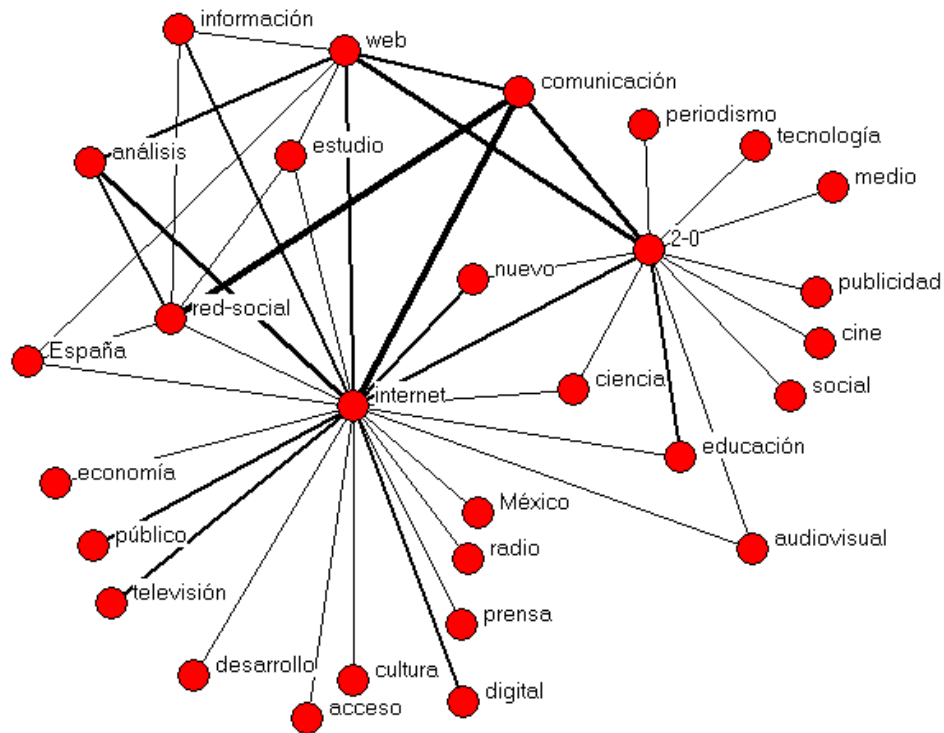 información
web
comunicación
periodismo
tecnología
análisis
estudio
medio
2-0
nuevo
publicidad
red-social
cine
España
ciencia
social
internet
educación
economía
México
público
radio
audiovisual
televisión
prensa
desarrollo
cultura
digital
acceso